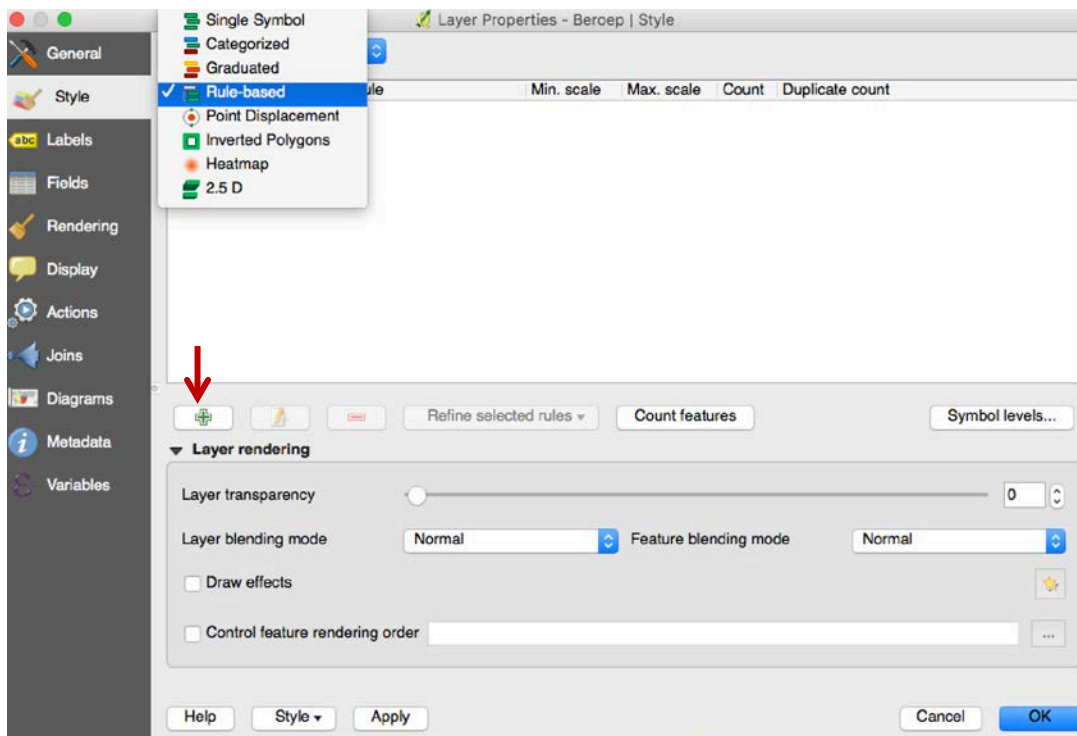 Layer Properties - Beroep | Style
Single Symbol
Categorized
Graduated
Rule-based
Point Displacement
Inverted Polygons
Heatmap
2.5 D
General
Style
abc Labels
Fields
Rendering
Display
Actions
Joins
Diagrams
Metadata
Variables
ule Min. scale Max. scale Count Duplicate count
Refine selected rules Count features Symbol levels...
Layer rendering
Layer transparency 0
Layer blending mode Normal Feature blending mode Normal
Draw effects
Control feature rendering order ...
Help Style Apply Cancel OK